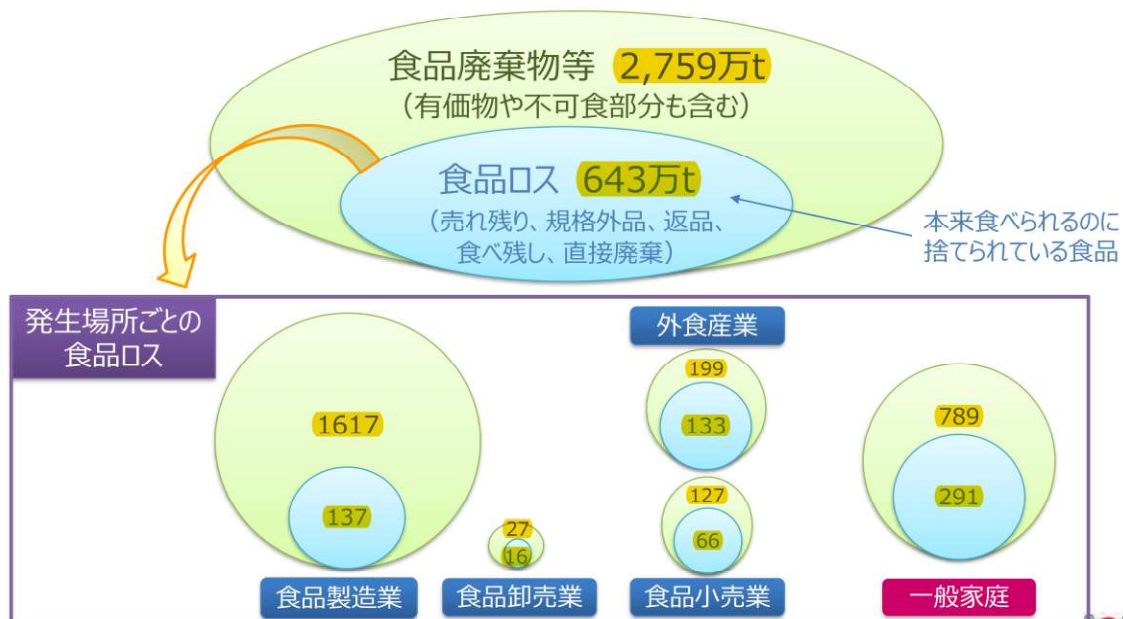 食品廃棄物等 2,759万t
（有価物や不可食部分も含む）
食品ロス 643万t
（売れ残り、規格外品、返品、
食べ残し、直接廃棄）
本来食べられるのに
捨てられている食品
発生場所ごとの
食品ロス
1617
137
食品製造業
27
16
食品卸売業
外食産業
199
133
127
66
食品小売業
789
291
一般家庭